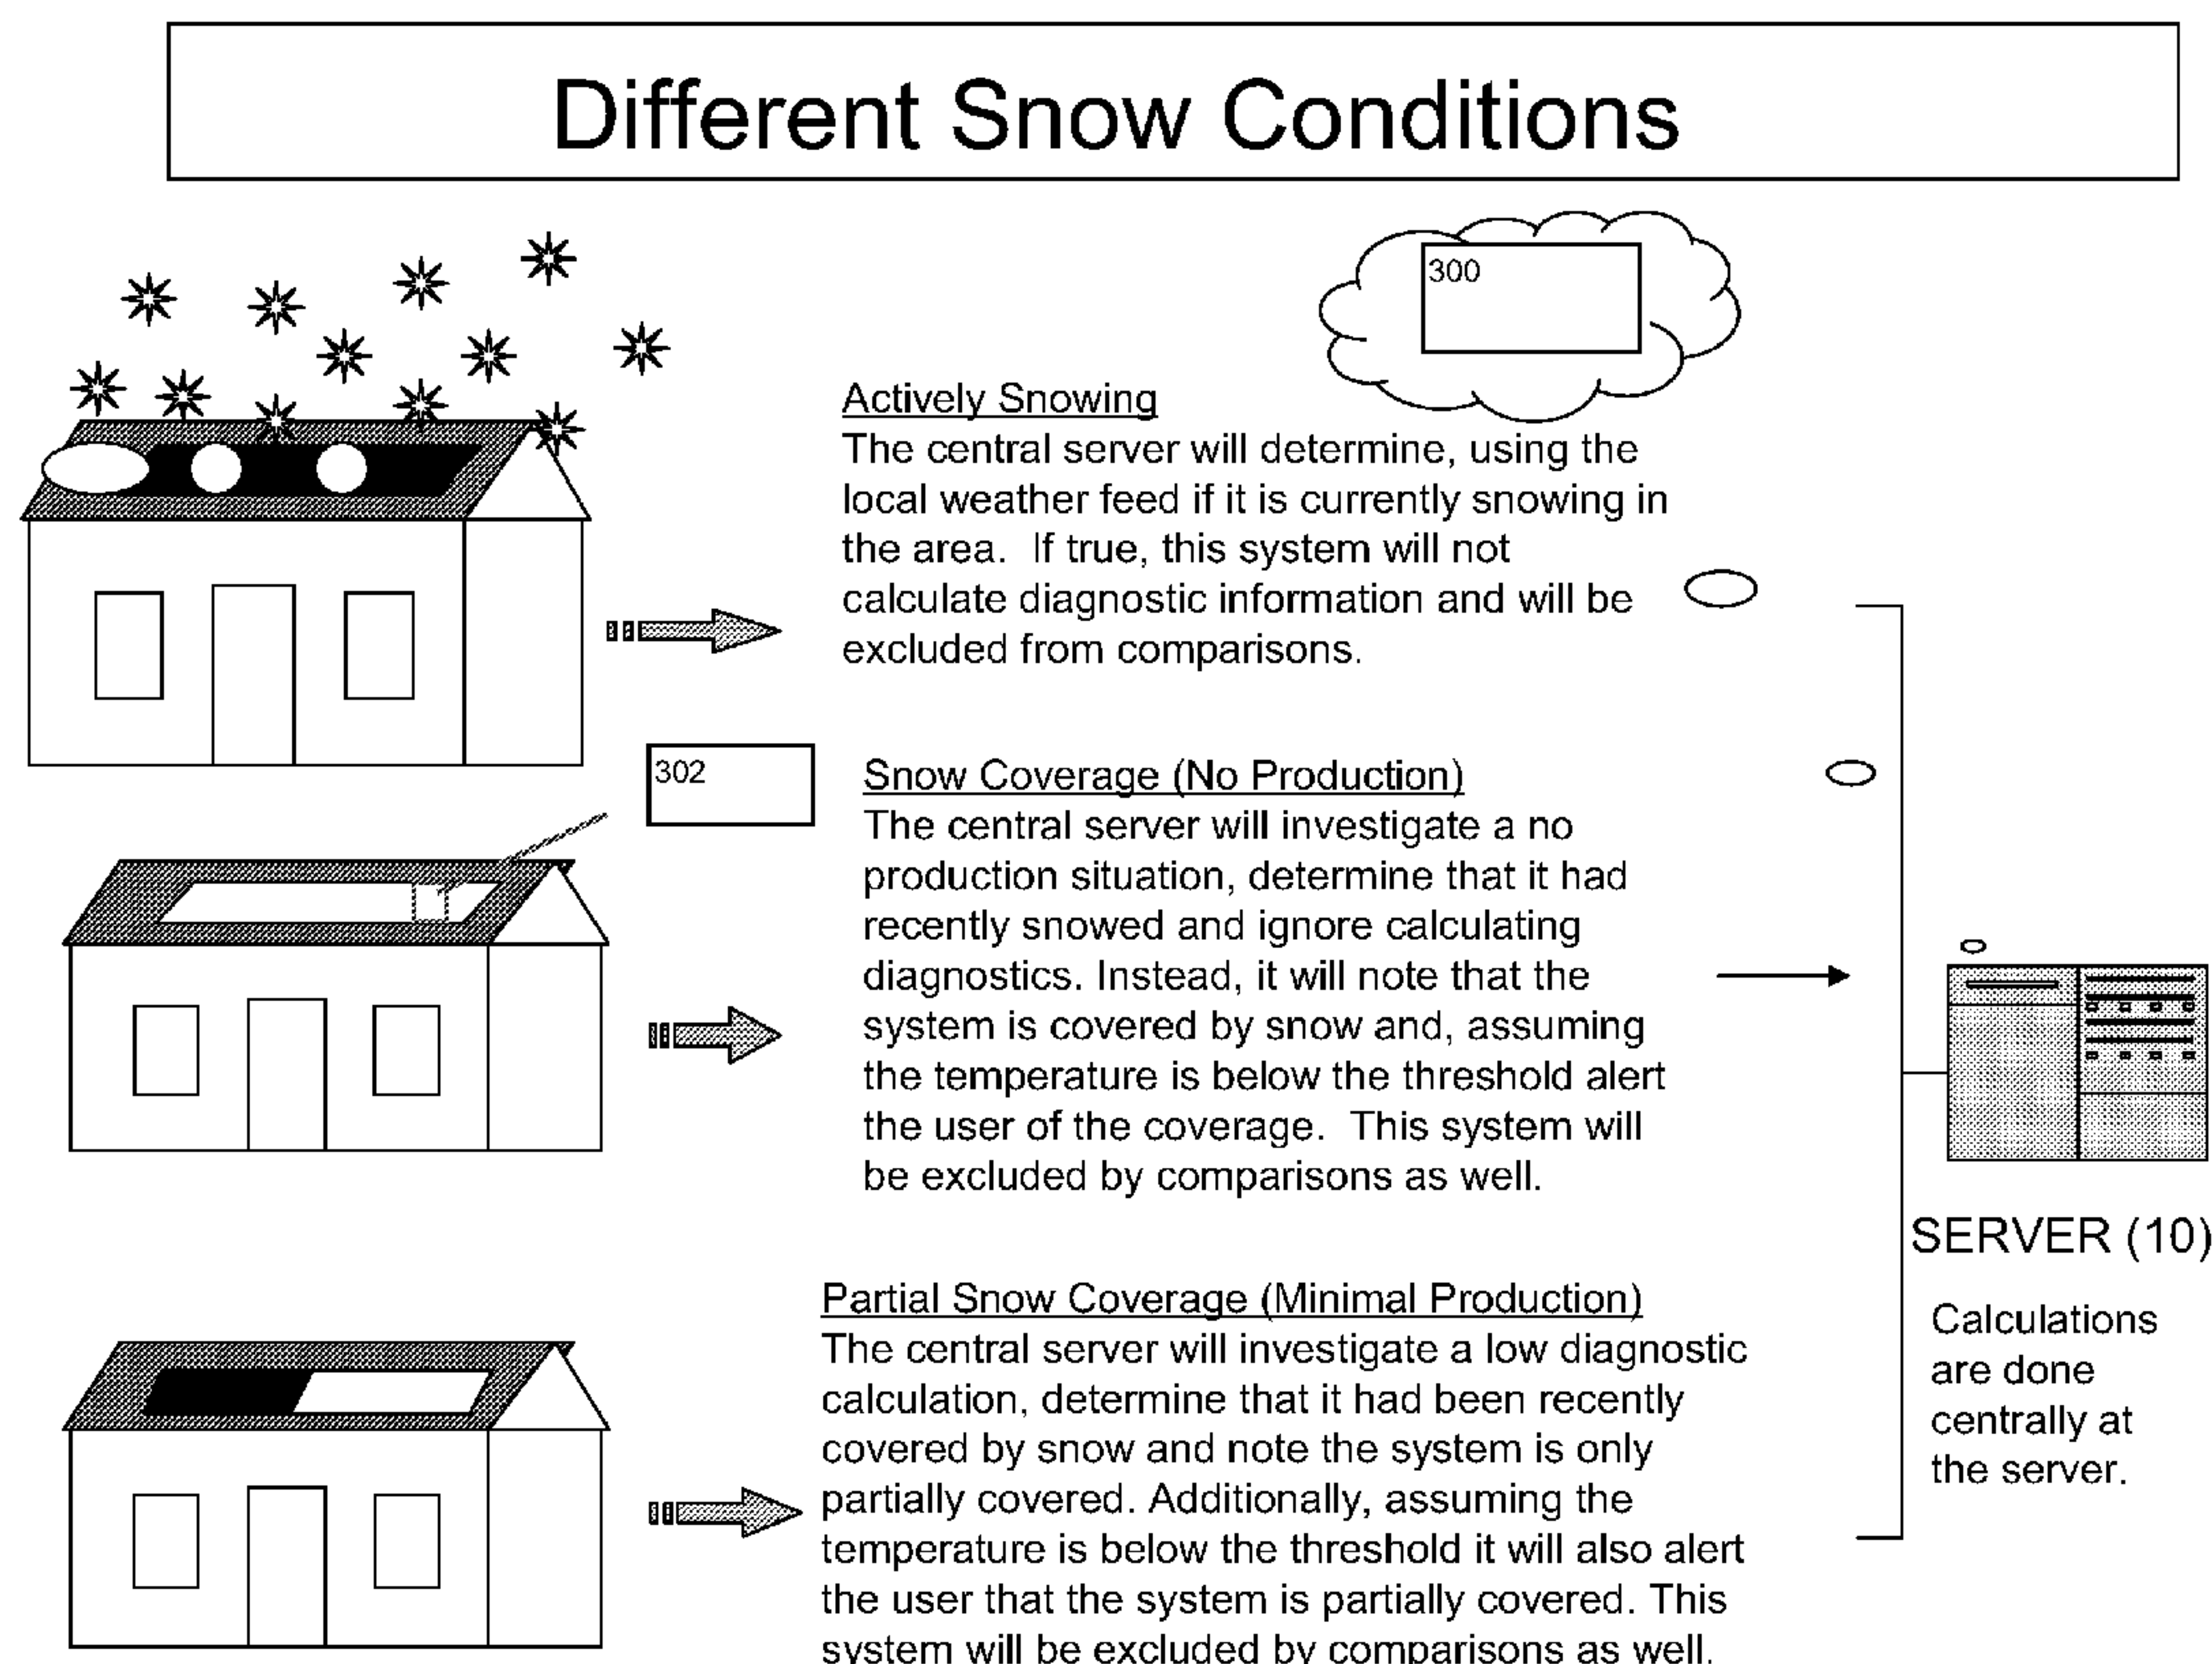 Different Snow Conditions
300
Actively Snowing
The central server will determine, using the
local weather feed if it is currently snowing in
the area.  If true, this system will not
calculate diagnostic information and will be
excluded from comparisons.
302
Snow Coverage (No Production)
The central server will investigate a no
production situation, determine that it had
recently snowed and ignore calculating
diagnostics. Instead, it will note that the
system is covered by snow and, assuming
the temperature is below the threshold alert
the user of the coverage.  This system will
be excluded by comparisons as well.
Partial Snow Coverage (Minimal Production)
The central server will investigate a low diagnostic
calculation, determine that it had been recently
covered by snow and note the system is only
partially covered. Additionally, assuming the
temperature is below the threshold it will also alert
the user that the system is partially covered. This
system will be excluded by comparisons as well.
SERVER (10)
Calculations
are done
centrally at
the server.